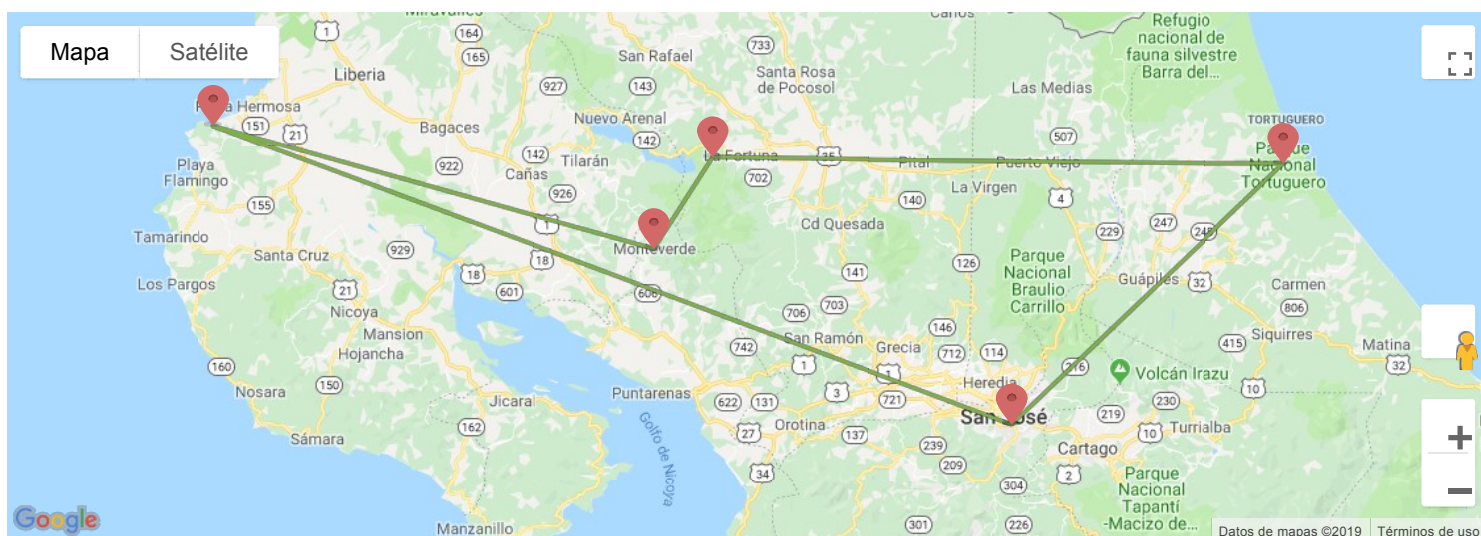 Mapa
Satélite
Miravalles
1
164
165
Liberia
San Rafael
733
Canos
Refugio
nacional de
fauna silvestre
Barra del...
927
143
Santa Rosa
de Pocosol
Las Medias
Hermosa
151
21
Bagaces
Nuevo Arenal
142
507
TORTUGUERO
Playa
Flamingo
922
142
Cañas
Tilarán
La Fortuna
702
35
Pital
Puerto Viejo
Parque
Nacional
Tortuguero
155
926
140
La Virgen
4
Tamarindo
929
1
Monteverde
Cd Quesada
229
247
248
Santa Cruz
18
18
126
Parque
Nacional
Braulio
Carrillo
Los Pargos
21
601
606
141
Guápiles
32
Carmen
Nicoya
706
703
806
Mansion
Hojancha
742
San Ramón
146
Grecia
712
114
415
Siquirres
Matina
160
1
1
Heredia
216
Volcán Irazu
32
Nosara
150
Jicaral
Puntarenas
622
131
3
721
10
San José
219
230
Sámara
162
27
Orotina
137
239
Cartago
10
Turrialba
Golfo de Nicoya
34
209
304
2
Parque
Nacional
Tapantí
-Macizo de...
Google
Manzanillo
301
226
Datos de mapas ©2019
Términos de uso